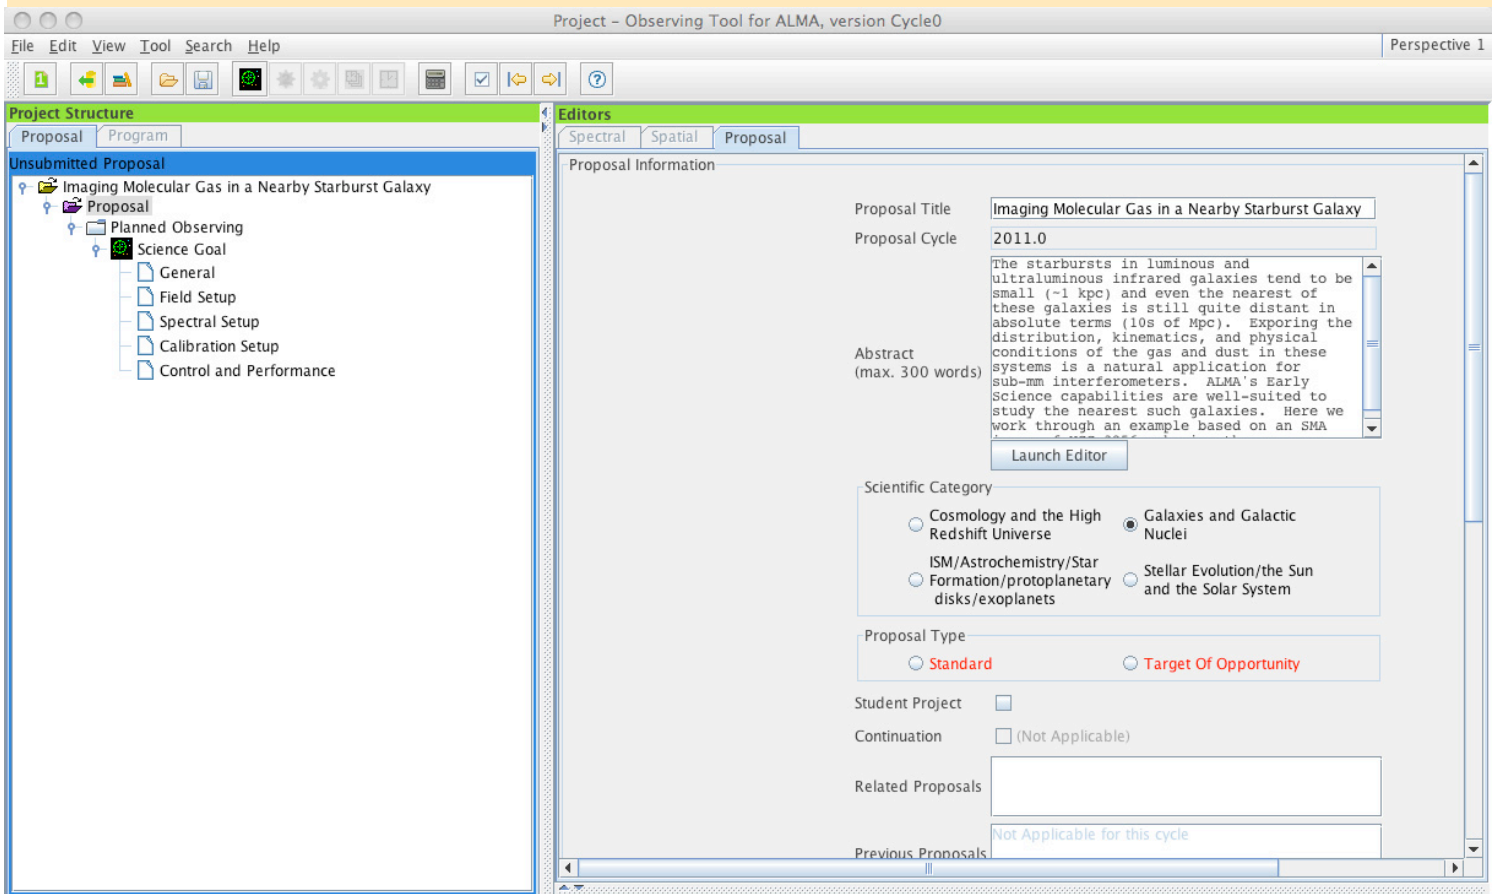 Project – Observing Tool for ALMA, version Cycle0
File Edit View Tool Search Help
Perspective 1
1
?
Project Structure
Proposal Program
Unsubmitted Proposal
Imaging Molecular Gas in a Nearby Starburst Galaxy
Proposal
Planned Observing
Science Goal
General
Field Setup
Spectral Setup
Calibration Setup
Control and Performance
Editors
Spectral Spatial Proposal
Proposal Information
Proposal Title Imaging Molecular Gas in a Nearby Starburst Galaxy
Proposal Cycle 2011.0
Abstract
(max. 300 words)
The starbursts in luminous and
ultraluminous infrared galaxies tend to be
small (~1 kpc) and even the nearest of
these galaxies is still quite distant in
absolute terms (10s of Mpc).  Exporing the
distribution, kinematics, and physical
conditions of the gas and dust in these
systems is a natural application for
sub-mm interferometers.  ALMA's Early
Science capabilities are well-suited to
study the nearest such galaxies.  Here we
work through an example based on an SMA
Launch Editor
Scientific Category
Cosmology and the High
Redshift Universe
Galaxies and Galactic
Nuclei
ISM/Astrochemistry/Star
Formation/protoplanetary
disks/exoplanets
Stellar Evolution/the Sun
and the Solar System
Proposal Type
Standard Target Of Opportunity
Student Project
Continuation (Not Applicable)
Related Proposals
Previous Proposals Not Applicable for this cycle